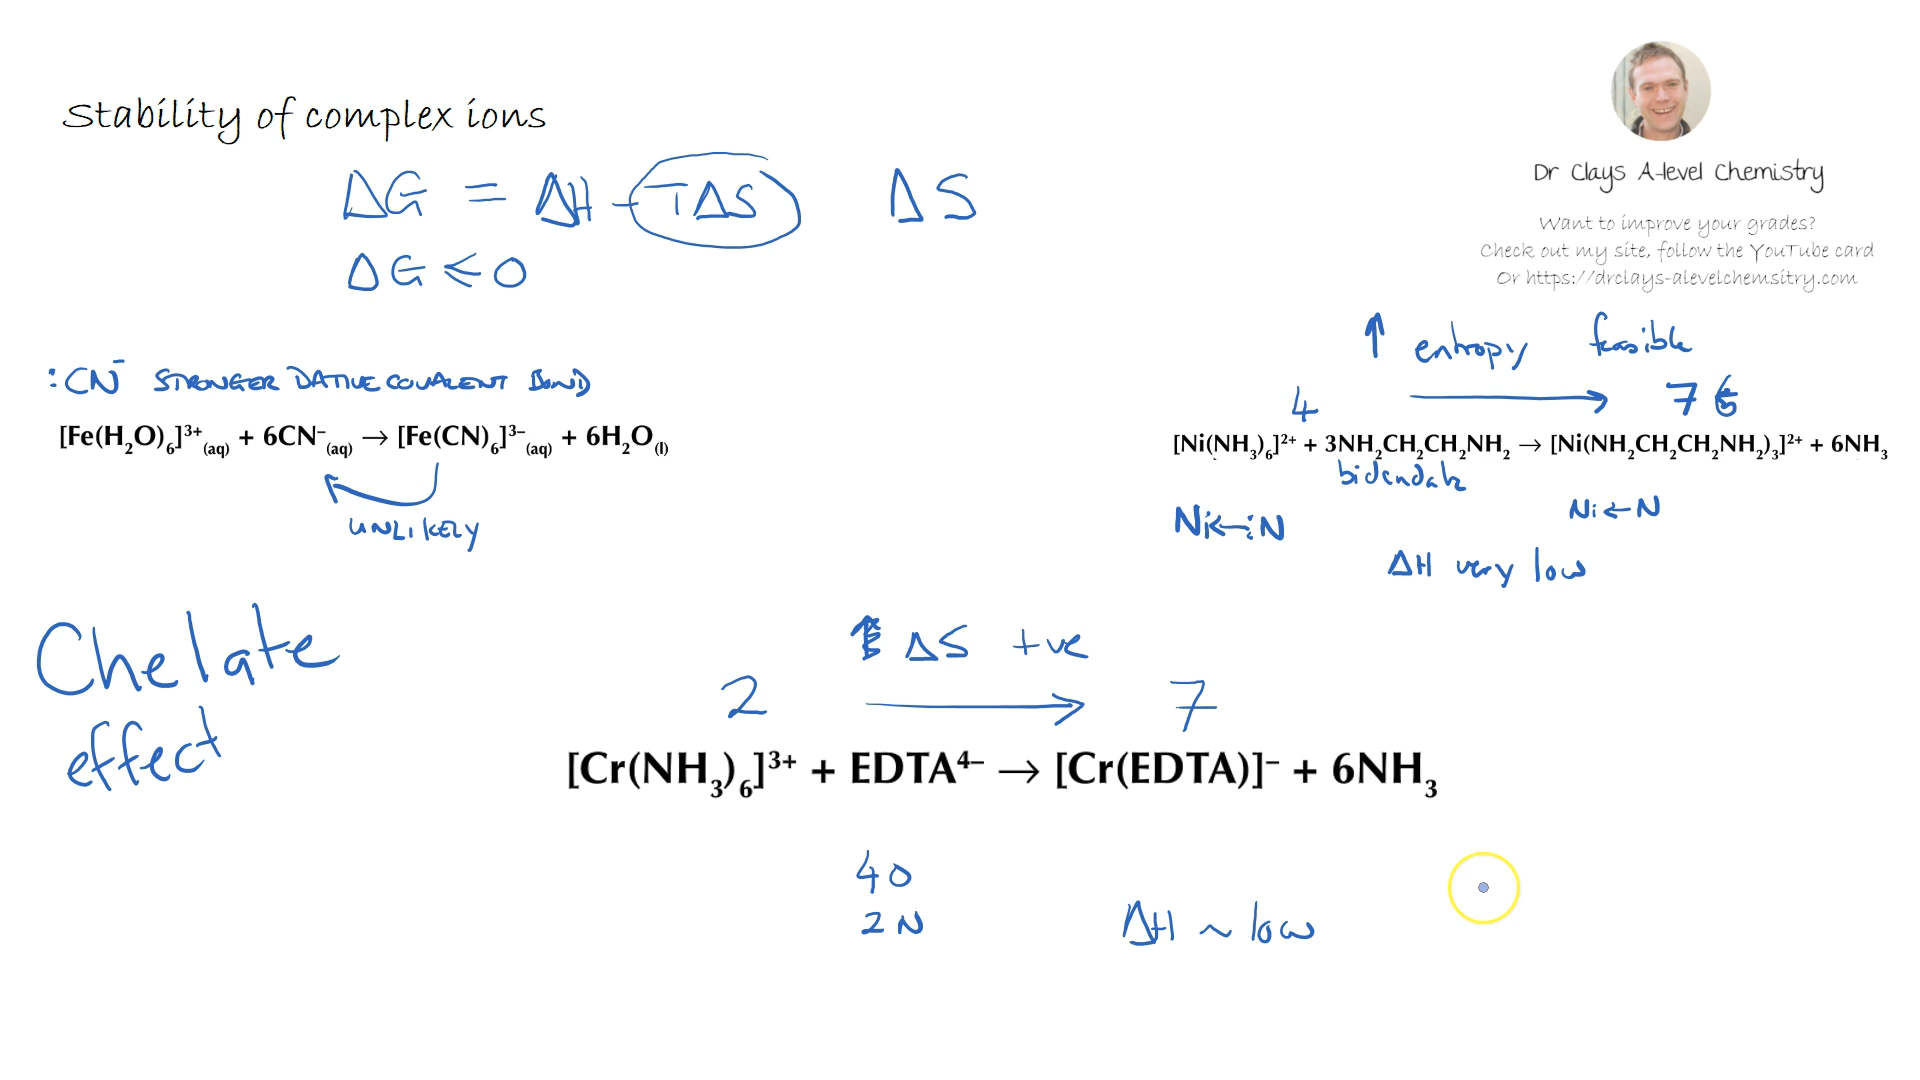 Stability of complex ions
ΔG = ΔH - TΔS ΔS
ΔG < 0
Dr Clays A-level Chemistry
Want to improve your grades?
Check out my site, follow the YouTube card
Or https://drclays-alevelchemsitry.com
:CN⁻ STRONGER DATIVE COVALENT BOND
[Fe(H₂O)₆]³⁺(aq) + 6CN⁻(aq) → [Fe(CN)₆]³⁻(aq) + 6H₂O(l)
UNLIKELY
↑ entropy feasible
4 → 7
[Ni(NH₃)₆]²⁺ + 3NH₂CH₂CH₂NH₂ → [Ni(NH₂CH₂CH₂NH₂)₃]²⁺ + 6NH₃
bidendate
Ni←:N Ni←N
ΔH very low
Chelate
effect
ΔS +ve
2 → 7
[Cr(NH₃)₆]³⁺ + EDTA⁴⁻ → [Cr(EDTA)]⁻ + 6NH₃
4 O
2 N
ΔH ~ low